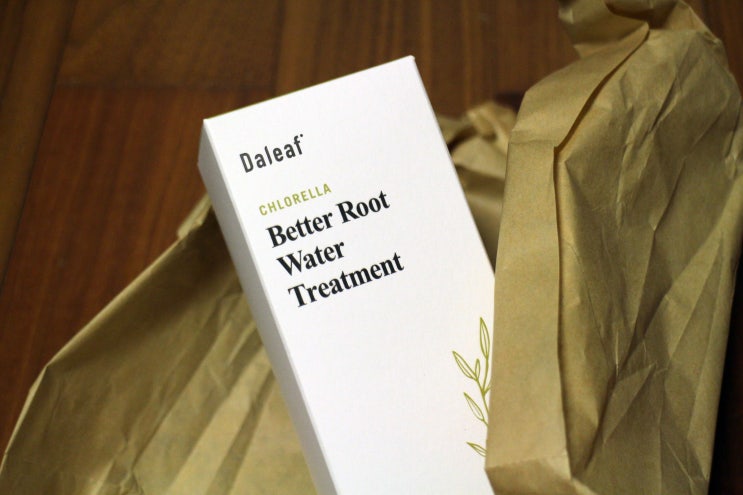 Daleaf
CHLORELLA
Better Root
Water
Treatment